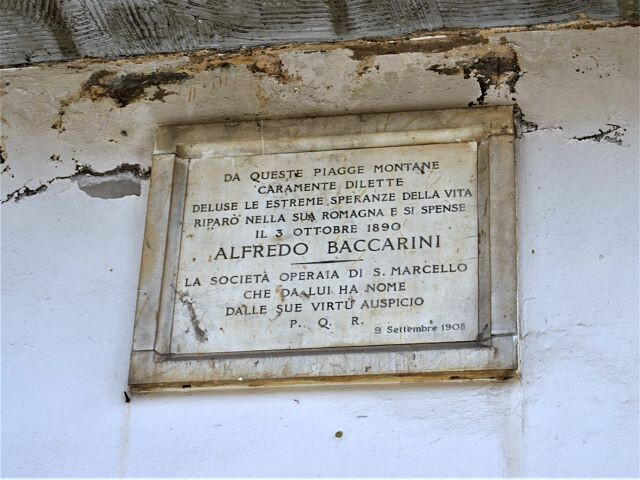 DA QUESTE PIAGGE MONTANE
CARAMENTE DILETTE
DELUSE LE ESTREME SPERANZE DELLA VITA
RIPARÒ NELLA SUA ROMAGNA E SI SPENSE
IL 3 OTTOBRE 1890
ALFREDO BACCARINI
LA SOCIETÀ OPERAIA DI S. MARCELLO
CHE DA LUI HA NOME
DALLE SUE VIRTÙ AUSPICIO
P. Q. R.
9 Settembre 1908